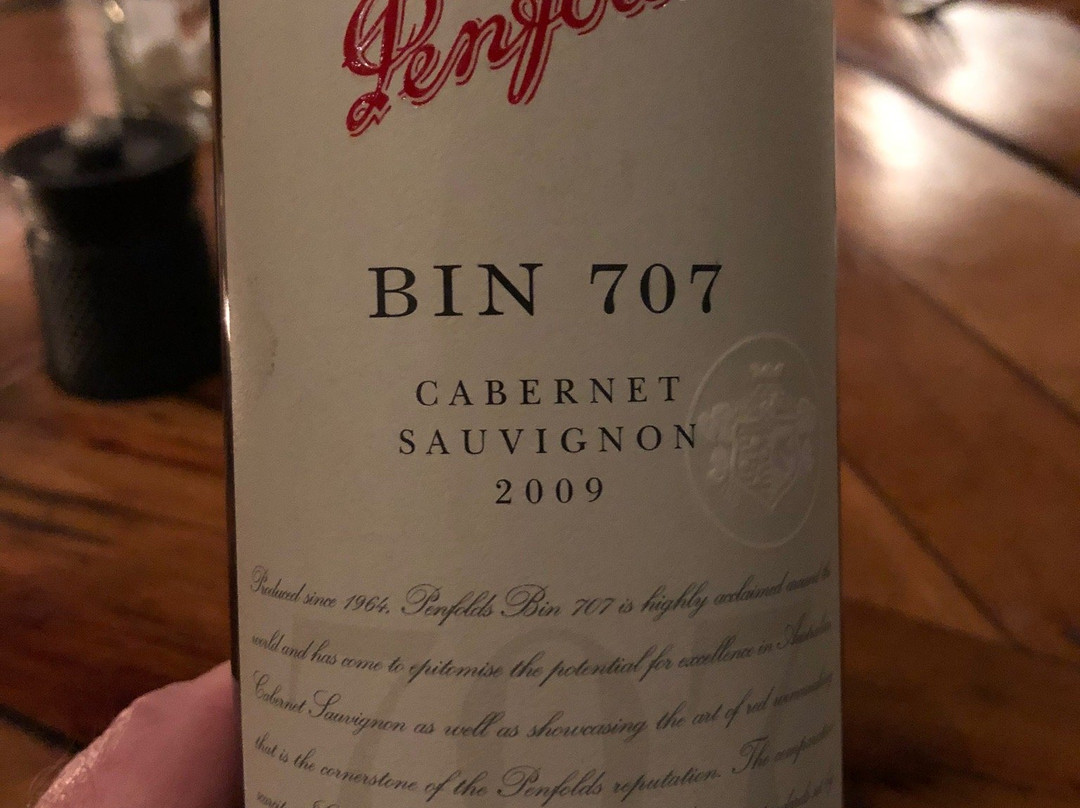 BIN 707
CABERNET
SAUVIGNON
2009
Produced since 1964, Penfolds Bin 707 is highly acclaimed around the
world and has come to epitomise the potential for excellence in Australian
Cabernet Sauvignon as well as showcasing the art of red winemaking
that is the cornerstone of the Penfolds reputation. The